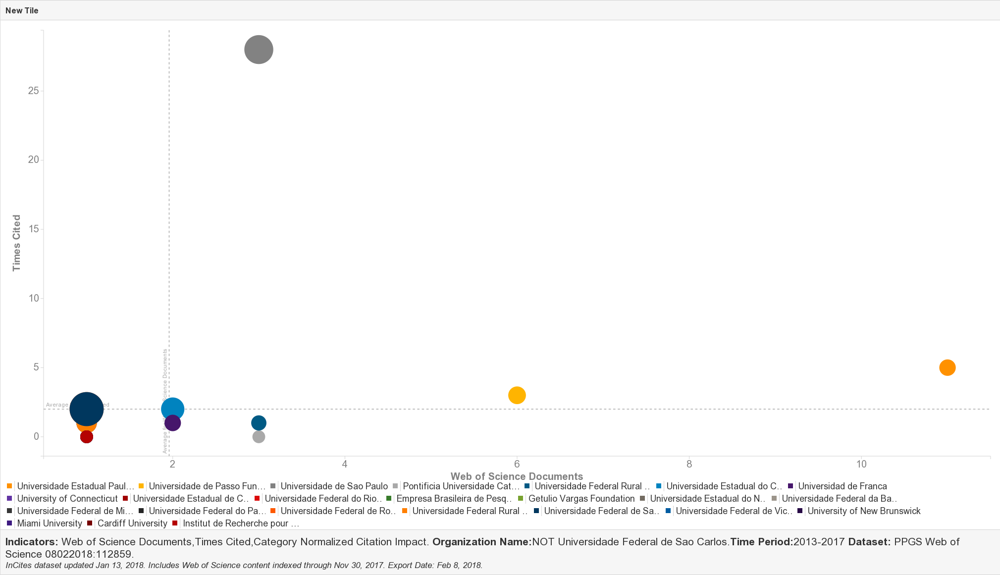 New Tile
25
20
15
10
5
0
Times Cited
Average
ed
Average fo
Science Documents
2
4
6
8
10
Web of Science Documents
Universidade Estadual Paul... Universidade de Passo Fun... Universidade de Sao Paulo Pontificia Universidade Cat... Universidade Federal Rural .. Universidade Estadual do C.. Universidad de Franca
University of Connecticut Universidade Estadual de C.. Universidade Federal do Rio.. Empresa Brasileira de Pesq.. Getulio Vargas Foundation Universidade Estadual do N.. Universidade Federal da Ba..
Universidade Federal de Mi... Universidade Federal do Pa... Universidade Federal de Ro.. Universidade Federal Rural .. Universidade Federal de Sa.. Universidade Federal de Vic.. University of New Brunswick
Miami University Cardiff University Institut de Recherche pour ...
Indicators: Web of Science Documents,Times Cited,Category Normalized Citation Impact. Organization Name:NOT Universidade Federal de Sao Carlos.Time Period:2013-2017 Dataset: PPGS Web of
Science 08022018:112859.
InCites dataset updated Jan 13, 2018. Includes Web of Science content indexed through Nov 30, 2017. Export Date: Feb 8, 2018.